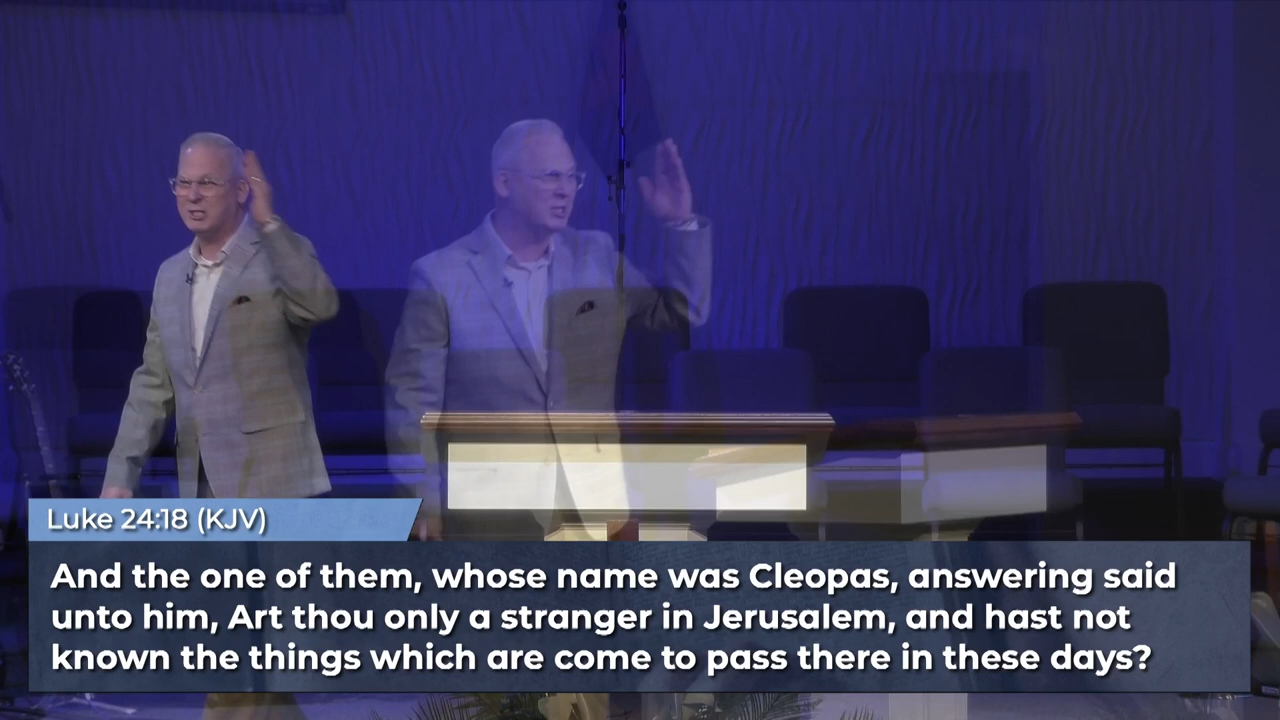 Luke 24:18 (KJV)
And the one of them, whose name was Cleopas, answering said
unto him, Art thou only a stranger in Jerusalem, and hast not
known the things which are come to pass there in these days?